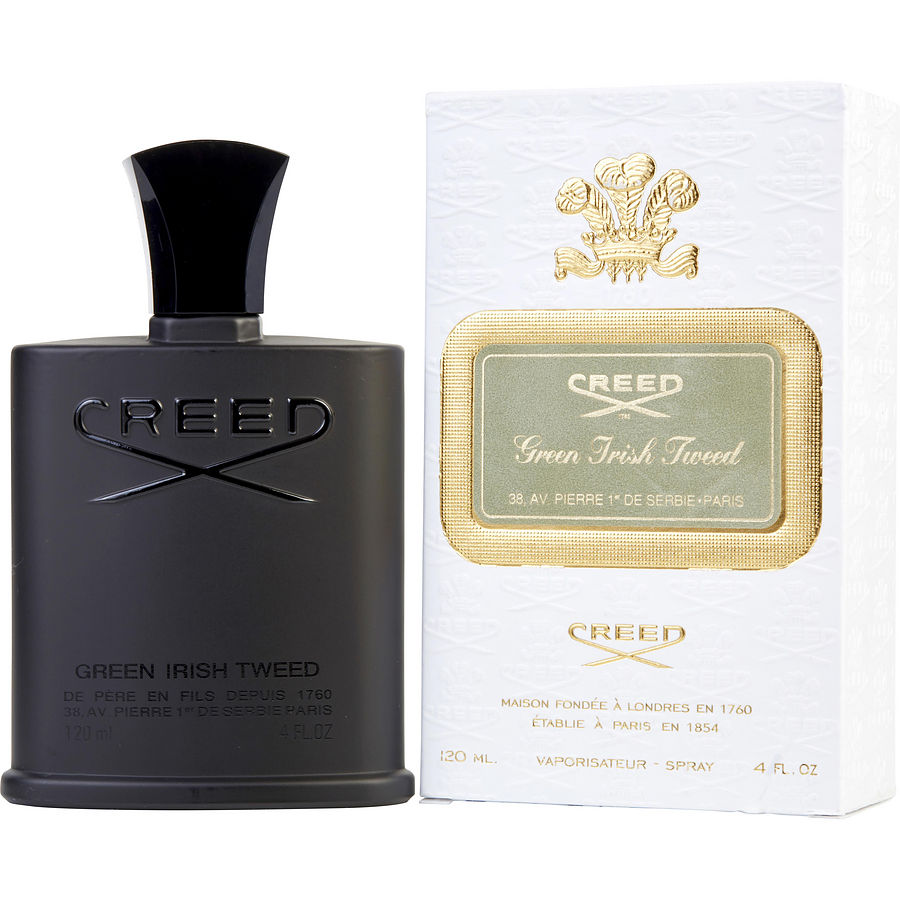 CREED
GREEN IRISH TWEED
DE PÈRE EN FILS DEPUIS 1760
38, AV. PIERRE 1er DE SERBIE PARIS
120 ml 4 FL.OZ
CREED
1760
Green Irish Tweed
38, AV. PIERRE 1er DE SERBIE•PARIS
CREED
MAISON FONDÉE À LONDRES EN 1760
ÉTABLIE À PARIS EN 1854
120 ML. VAPORISATEUR - SPRAY 4 FL. OZ